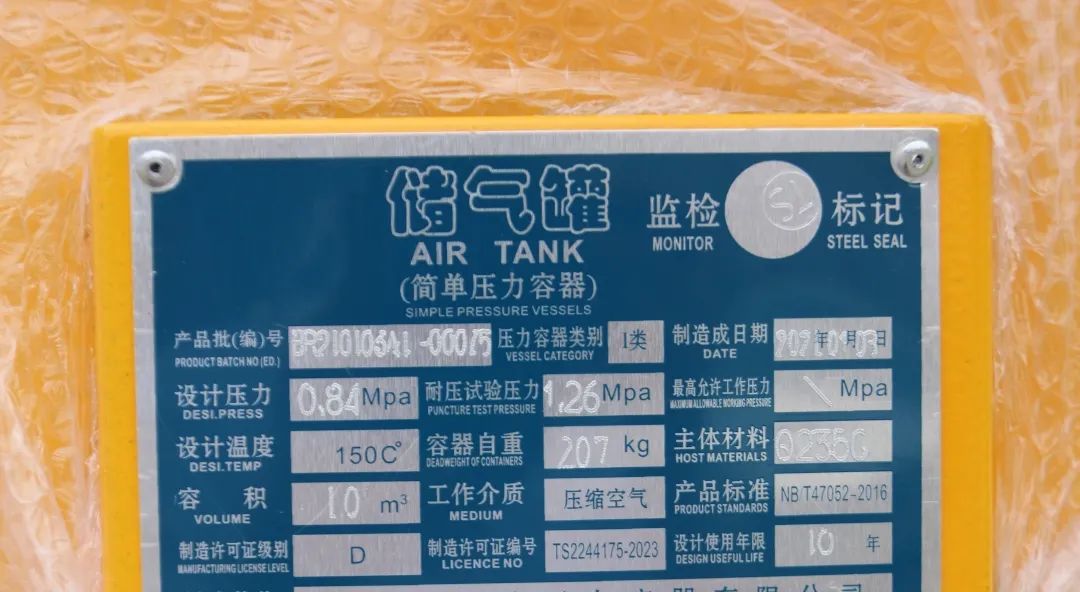 储气罐
AIR TANK
(简单压力容器)
SIMPLE PRESSURE VESSELS
监检 标记
MONITOR STEEL SEAL
产品批(编)号 压力容器类别 I类 制造成日期 年 月
PRODUCT BATCH NO (ED.) VESSEL CATEGORY DATE
设计压力 0.84 Mpa 耐压试验压力 1.26 Mpa 最高允许工作压力 \ Mpa
DESI.PRESS PUNCTURE TEST PRESSURE MAXIMUM ALLOWABLE WORKING PRESSURE
设计温度 150C° 容器自重 207 kg 主体材料
DESI.TEMP DEADWEIGHT OF CONTAINERS HOST MATERIALS
容 积 1.0 m³ 工作介质 压缩空气 产品标准 NB/T47052-2016
VOLUME MEDIUM PRODUCT STANDARDS
制造许可证级别 D 制造许可证编号 TS2244175-2023 设计使用年限 10 年
MANUFACTURING LICENSE LEVEL LICENCE NO DESIGN USEFUL LIFE
器有限公司